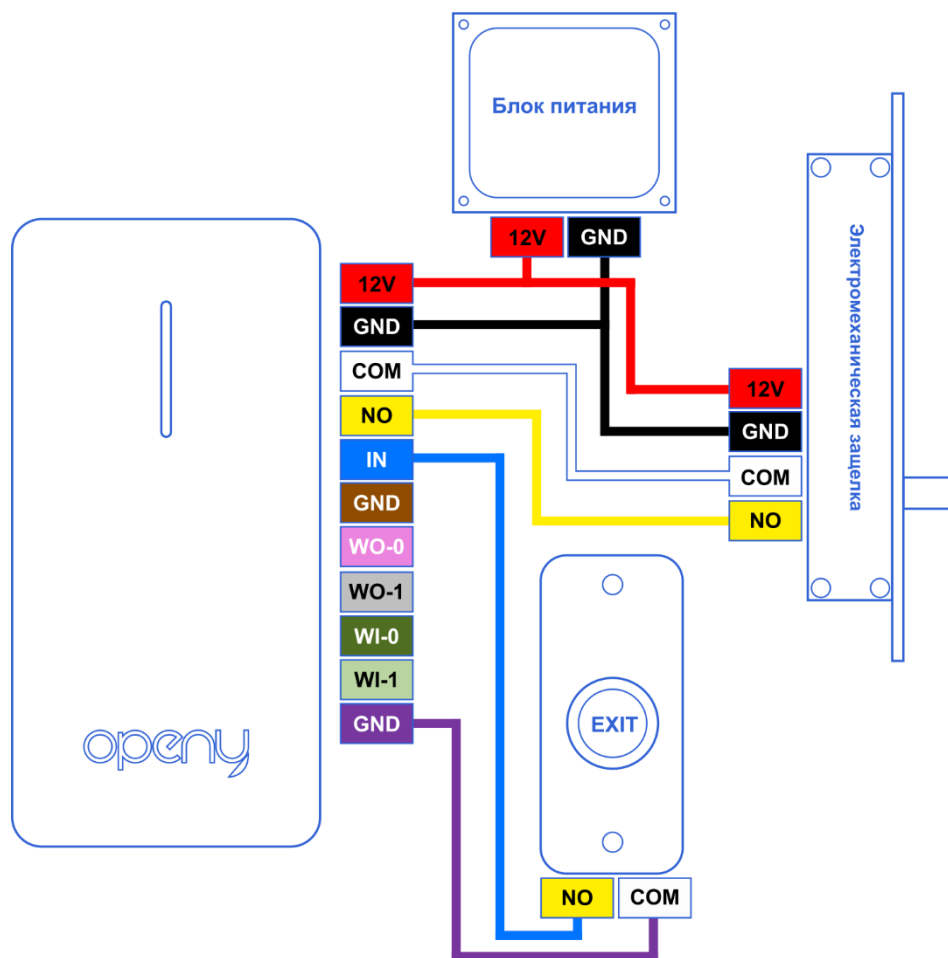 Блок питания
12V
GND
12V
GND
COM
NO
IN
GND
WO-0
WO-1
WI-0
WI-1
GND
openy
12V
GND
COM
NO
Электромеханическая защелка
EXIT
NO
COM